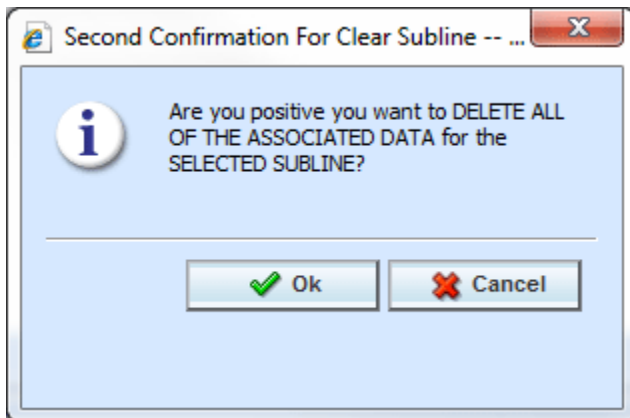 Second Confirmation For Clear Subline -- ...
Are you positive you want to DELETE ALL
OF THE ASSOCIATED DATA for the
SELECTED SUBLINE?
Ok
Cancel